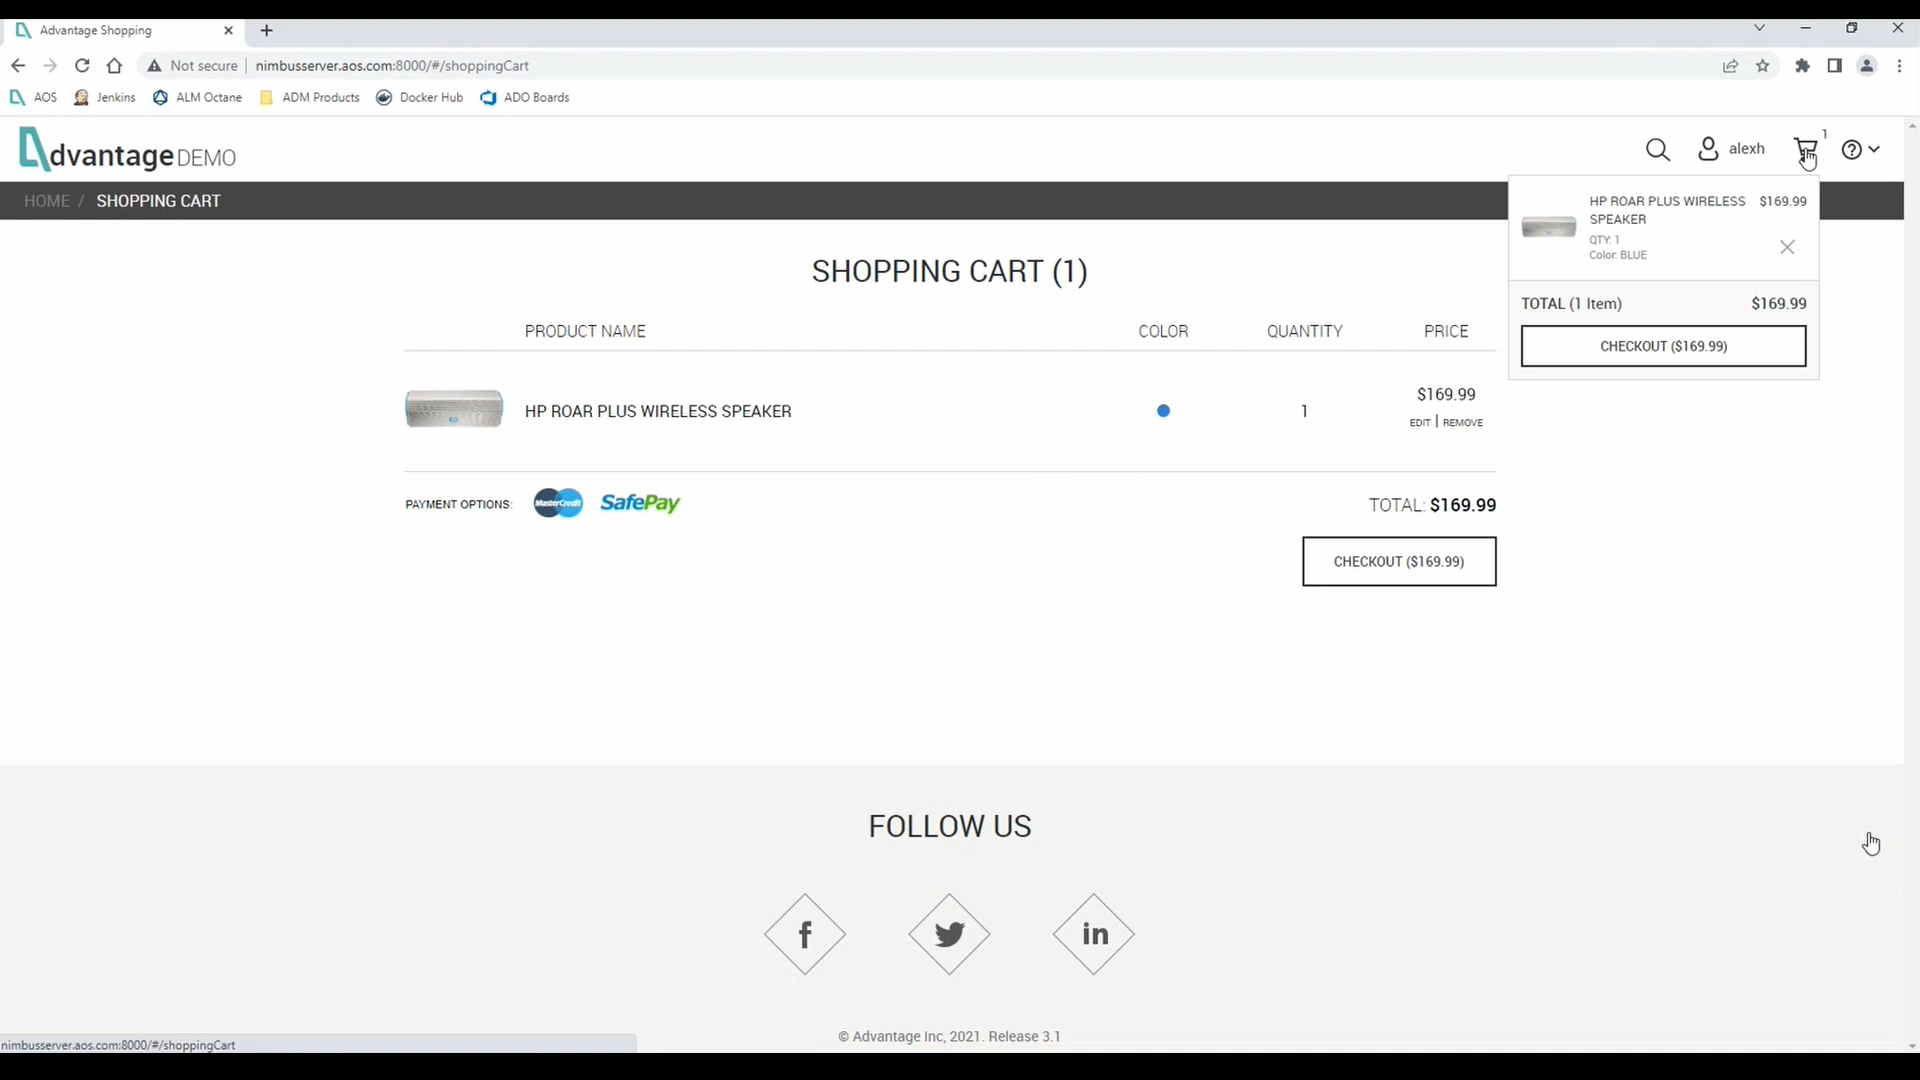 Advantage Shopping
Not secure
nimbusserver.aos.com:8000/#/shoppingCart
AOS
Jenkins
ALM Octane
ADM Products
Docker Hub
ADO Boards
dvantage DEMO
alexh
1
HOME / SHOPPING CART
HP ROAR PLUS WIRELESS $169.99
SPEAKER
QTY: 1
Color: BLUE
TOTAL (1 Item) $169.99
CHECKOUT ($169.99)
SHOPPING CART (1)
PRODUCT NAME COLOR QUANTITY PRICE
HP ROAR PLUS WIRELESS SPEAKER 1 $169.99
EDIT | REMOVE
PAYMENT OPTIONS: MasterCredit SafePay TOTAL: $169.99
CHECKOUT ($169.99)
FOLLOW US
f
in
© Advantage Inc, 2021. Release 3.1
nimbusserver.aos.com:8000/#/shoppingCart